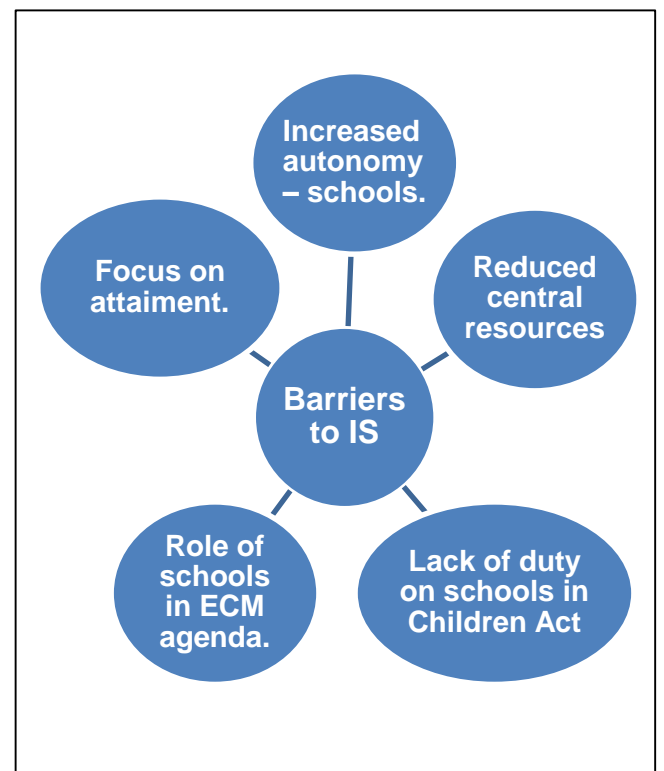 Increased
autonomy
– schools.
Focus on
attaiment.
Reduced
central
resources
Barriers
to IS
Role of
schools
in ECM
agenda.
Lack of duty
on schools in
Children Act